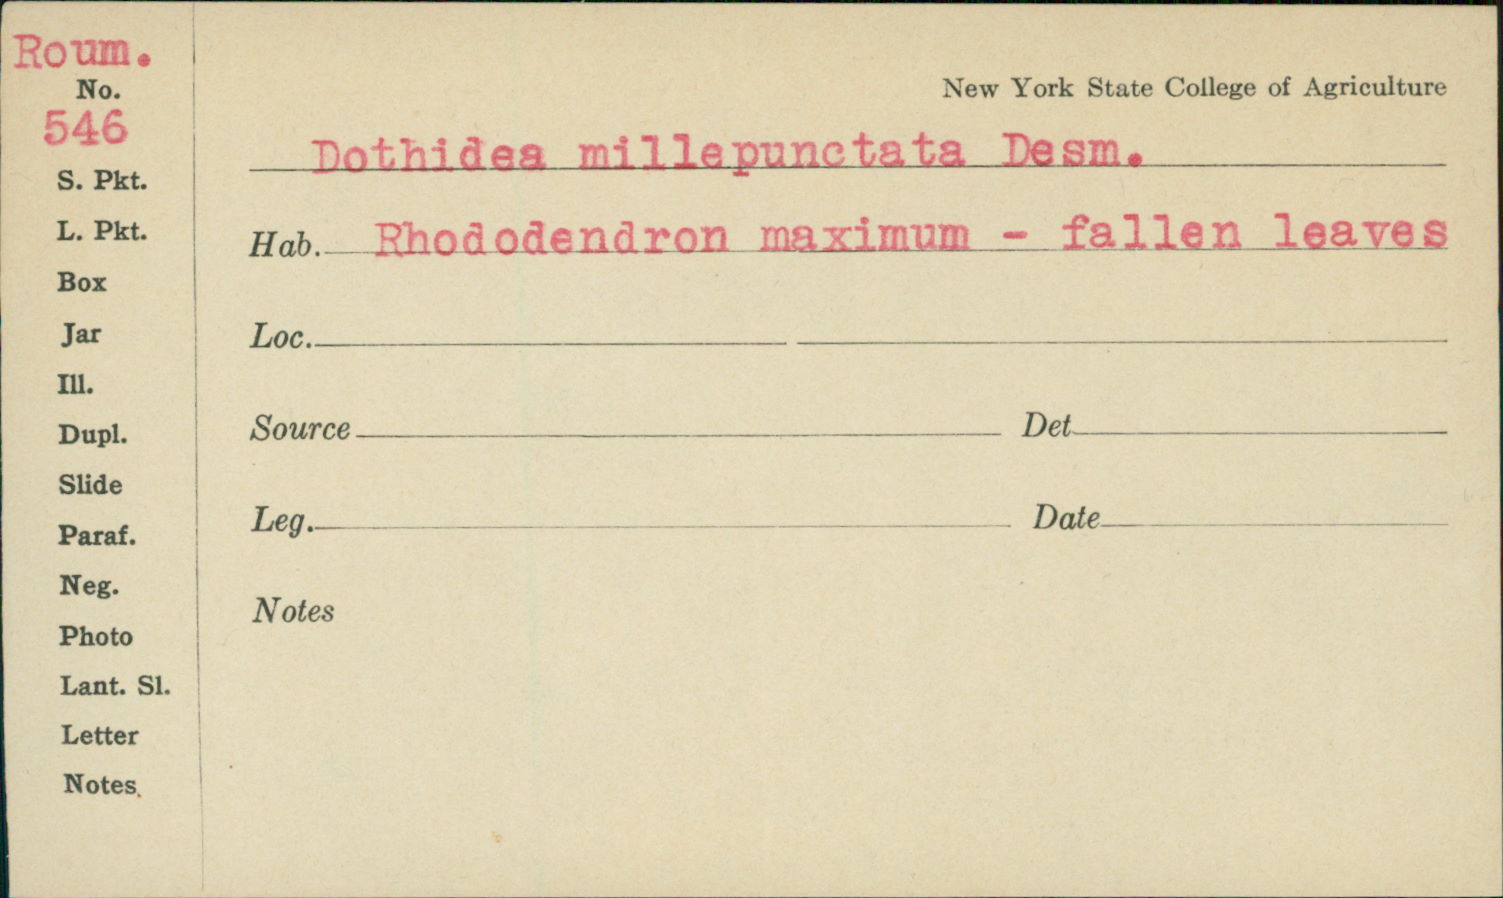 Roum.
No.
546
S. Pkt.
L. Pkt.
Box
Jar
Ill.
Dupl.
Slide
Paraf.
Neg.
Photo
Lant. Sl.
Letter
Notes
New York State College of Agriculture
Dothidea millepunctata Desm.
Hab. Rhododendron maximum - fallen leaves
Loc.
Source Det
Leg. Date
Notes